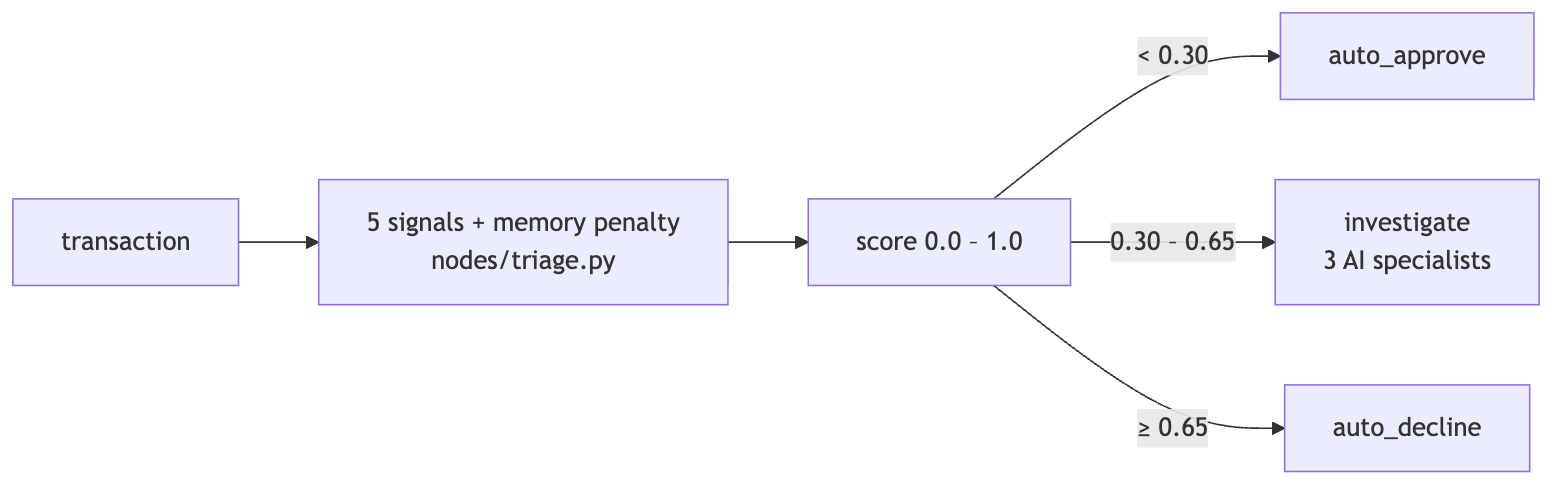 transaction
5 signals + memory penalty
nodes/triage.py
score 0.0 – 1.0
< 0.30
auto_approve
0.30 – 0.65
investigate
3 AI specialists
≥ 0.65
auto_decline